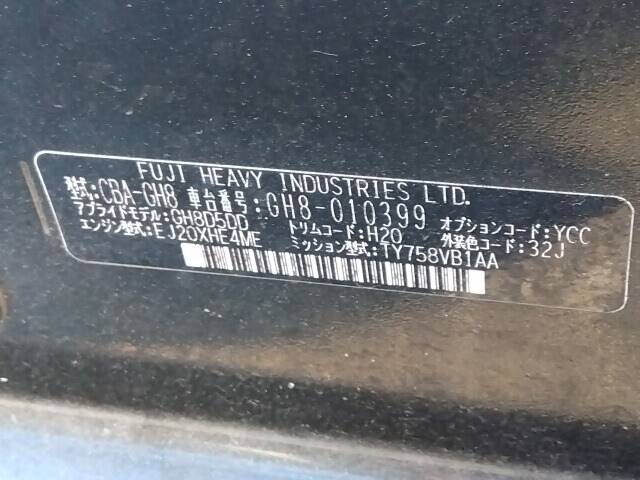 FUJI HEAVY INDUSTRIES LTD.
型式:CBA-GH8 車台番号:GH8-010399
アプライドモデル:GH8D5DD トリムコード:H20 オプションコード:YCC
エンジン型式:EJ20XHE4ME ミッション型式:TY758VB1AA 外装色コード:32J